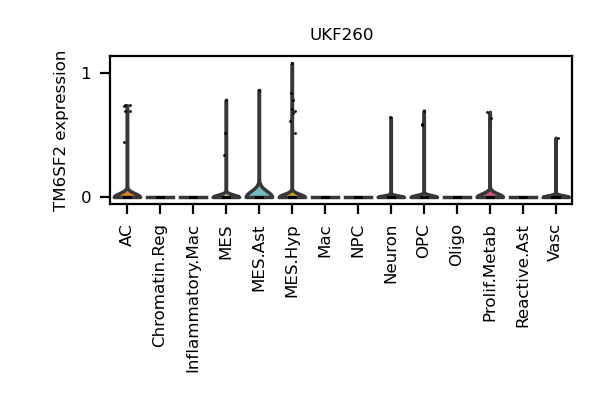 UKF260
TM6SF2 expression
1
0
AC
Chromatin.Reg
Inflammatory.Mac
MES
MES.Ast
MES.Hyp
Mac
NPC
Neuron
OPC
Oligo
Prolif.Metab
Reactive.Ast
Vasc